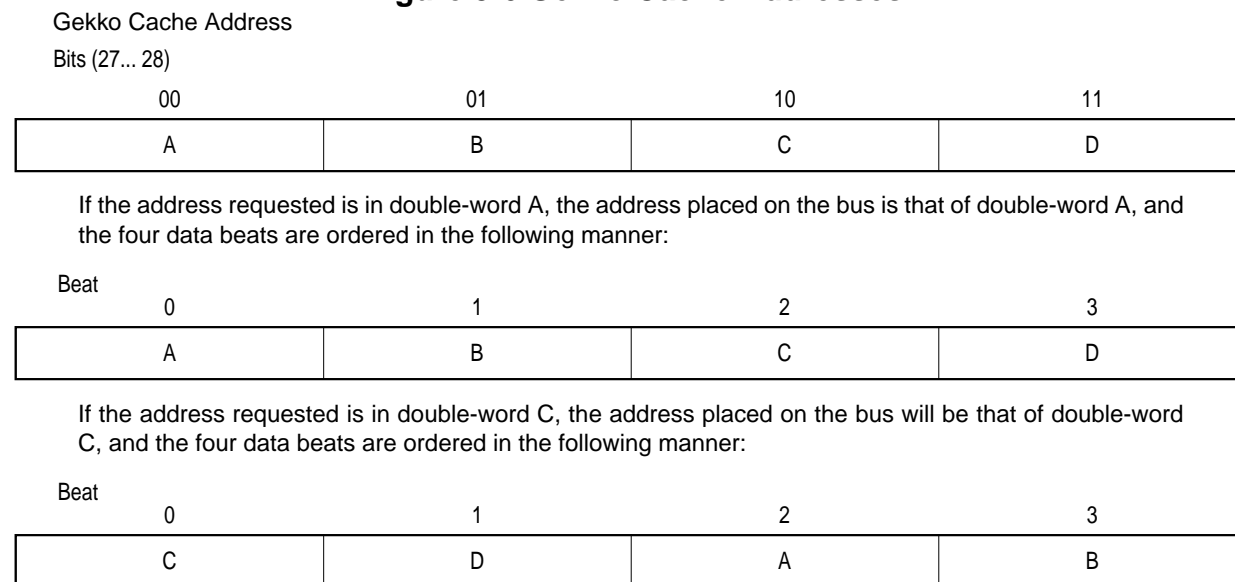 Gekko Cache Address
Bits (27... 28)
00 01 10 11
A B C D
If the address requested is in double-word A, the address placed on the bus is that of double-word A, and
the four data beats are ordered in the following manner:
Beat
0 1 2 3
A B C D
If the address requested is in double-word C, the address placed on the bus will be that of double-word
C, and the four data beats are ordered in the following manner:
Beat
0 1 2 3
C D A B